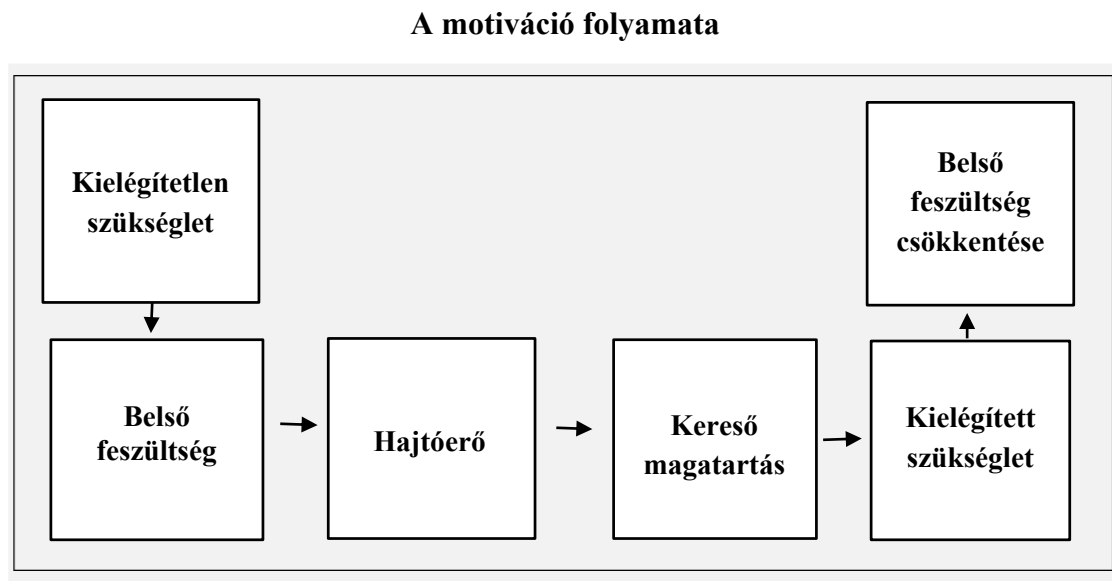 A motiváció folyamata
Kielégítetlen
szükséglet
Belső
feszültség
Hajtóerő
Kereső
magatartás
Kielégített
szükséglet
Belső
feszültség
csökkentése